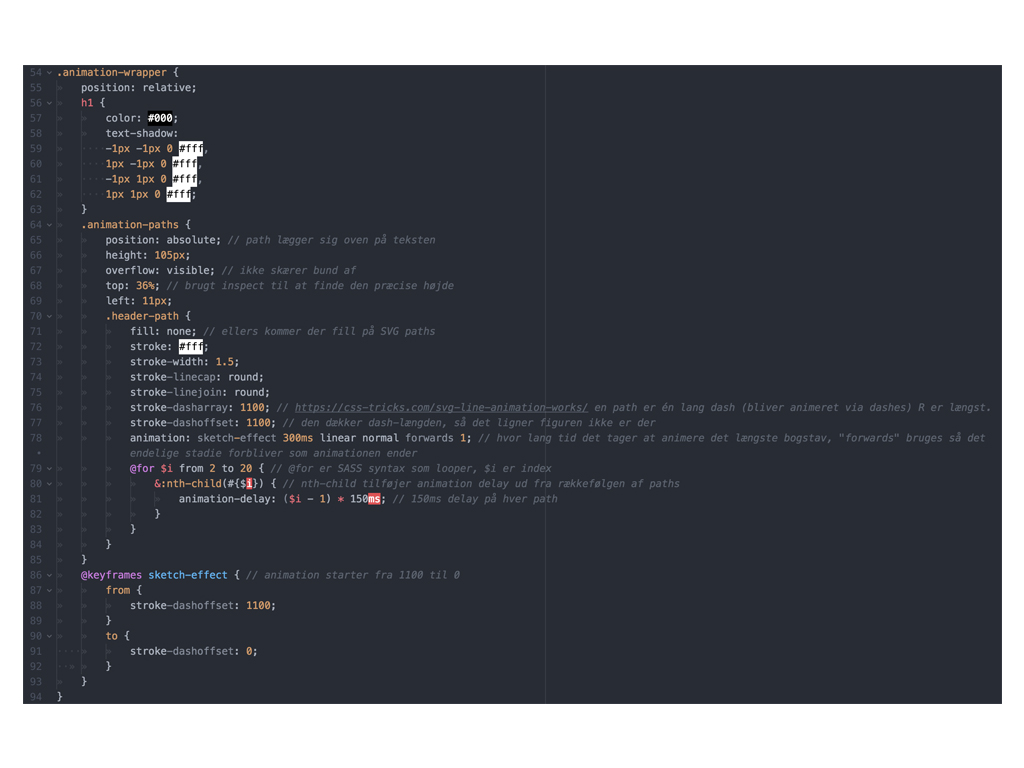 54 .animation-wrapper {
55 position: relative;
56 h1 {
57 color: #000;
58 text-shadow:
59 -1px -1px 0 #fff,
60 1px -1px 0 #fff,
61 -1px 1px 0 #fff,
62 1px 1px 0 #fff;
63 }
64 .animation-paths {
65 position: absolute; // path lægger sig oven på teksten
66 height: 105px;
67 overflow: visible; // ikke skærer bund af
68 top: 36%; // brugt inspect til at finde den præcise højde
69 left: 11px;
70 .header-path {
71 fill: none; // ellers kommer der fill på SVG paths
72 stroke: #fff;
73 stroke-width: 1.5;
74 stroke-linecap: round;
75 stroke-linejoin: round;
76 stroke-dasharray: 1100; // https://css-tricks.com/svg-line-animation-works/ en path er én lang dash (bliver animeret via dashes) R er længst.
77 stroke-dashoffset: 1100; // den dækker dash-længden, så det ligner figuren ikke er der
78 animation: sketch-effect 300ms linear normal forwards 1; // hvor lang tid det tager at animere det længste bogstav, "forwards" bruges så det
endelige stadie forbliver som animationen ender
79 @for $i from 2 to 20 { // @for er SASS syntax som looper, $i er index
80 &:nth-child(#{$i}) { // nth-child tilføjer animation delay ud fra rækkefølgen af paths
81 animation-delay: ($i - 1) * 150ms; // 150ms delay på hver path
82 }
83 }
84 }
85 }
86 @keyframes sketch-effect { // animation starter fra 1100 til 0
87 from {
88 stroke-dashoffset: 1100;
89 }
90 to {
91 stroke-dashoffset: 0;
92 }
93 }
94 }